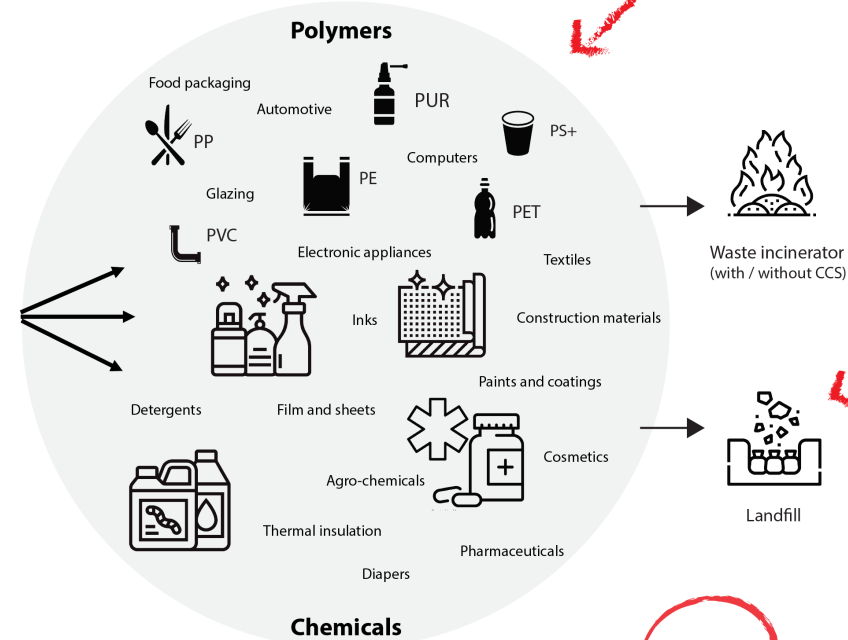 Polymers
Food packaging
Automotive
PUR
PS+
PP
Computers
PE
Glazing
PET
PVC
Electronic appliances
Textiles
Waste incinerator
(with / without CCS)
Inks
Construction materials
Paints and coatings
Detergents
Film and sheets
Cosmetics
Agro-chemicals
Landfill
Thermal insulation
Pharmaceuticals
Diapers
Chemicals